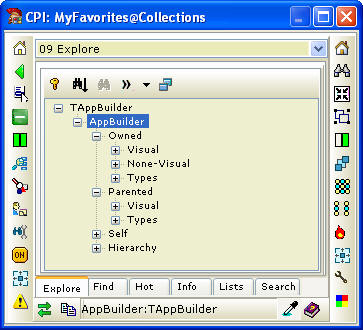 CPI: MyFavorites@Collections
09 Explore
TAppBuilder
AppBuilder
Owned
Visual
None-Visual
Types
Parented
Visual
Types
Self
Hierarchy
Explore Find Hot Info Lists Search
AppBuilder:TAppBuilder
ON